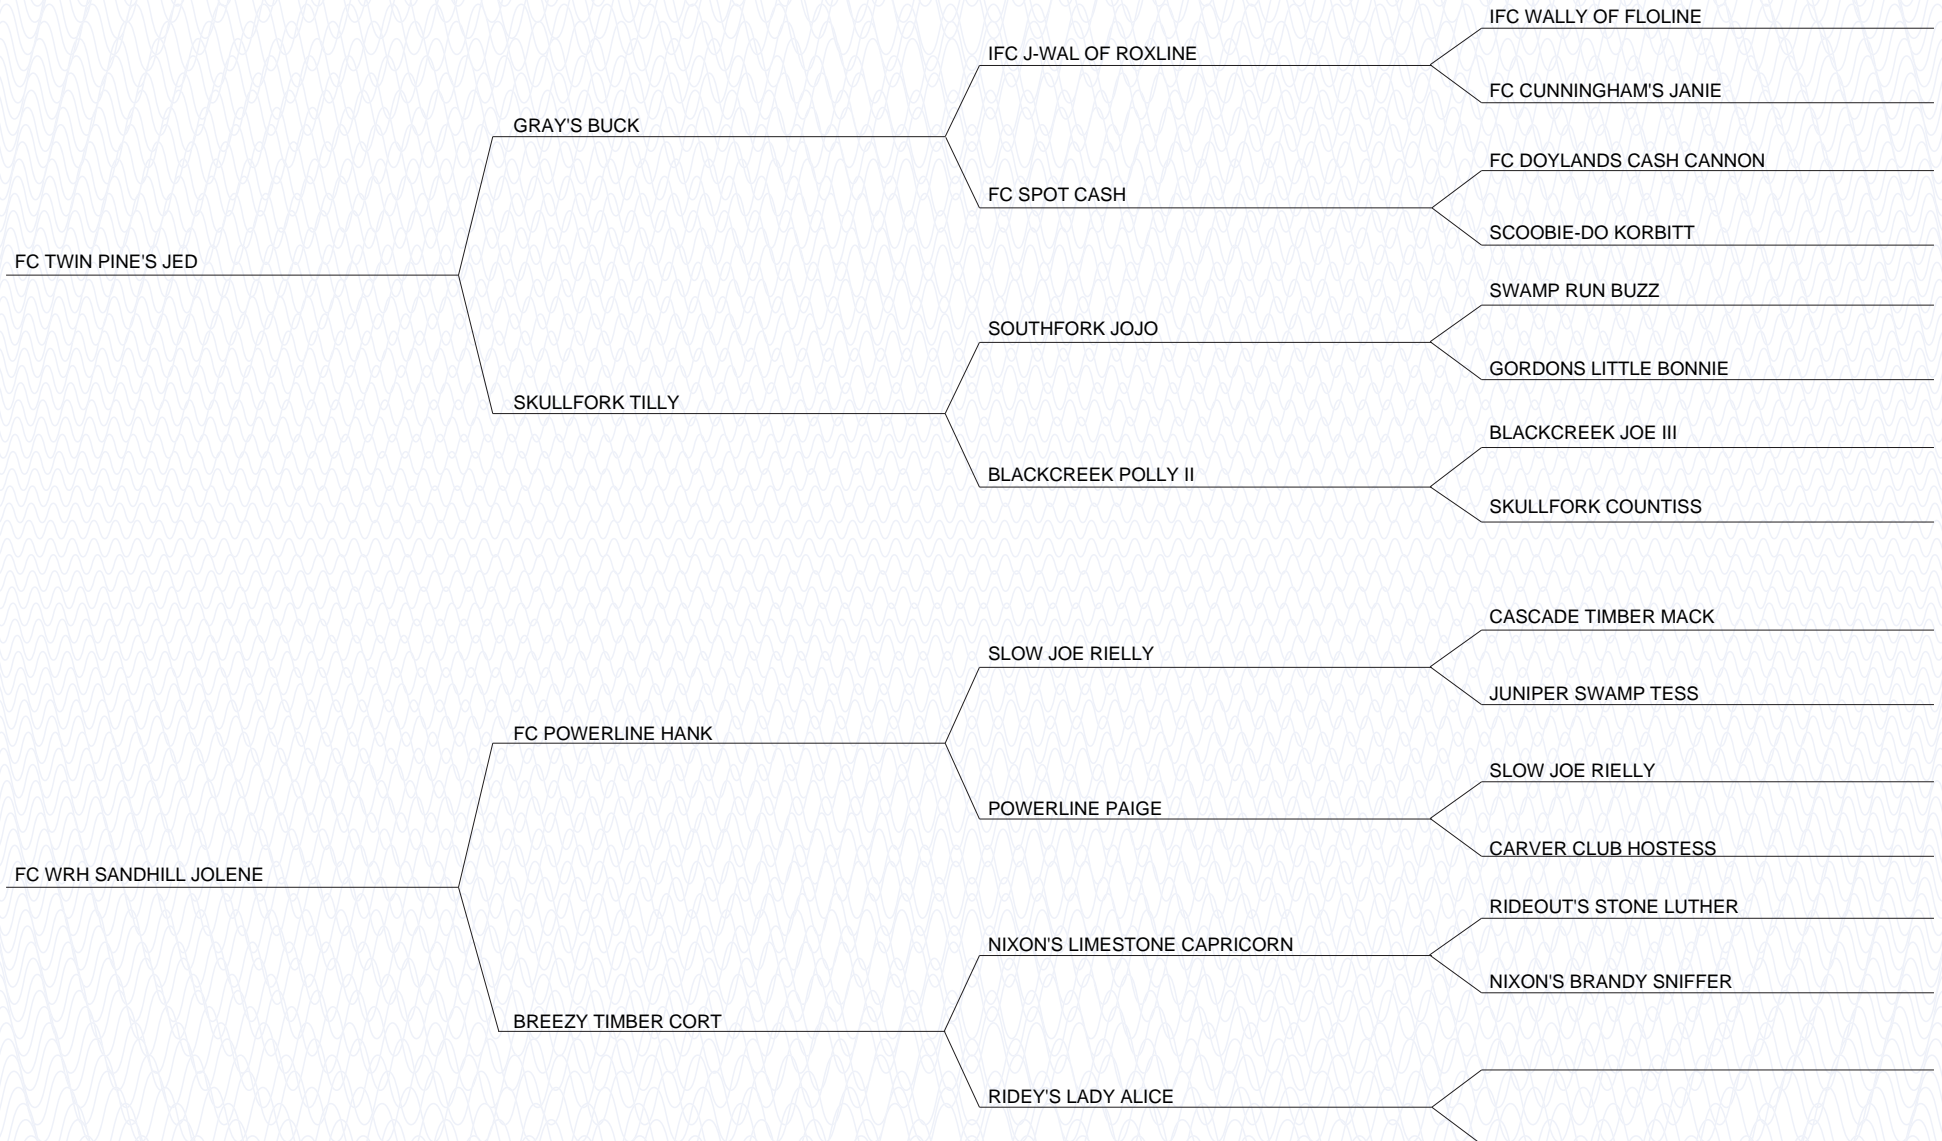 IFC WALLY OF FLOLINE
IFC J-WAL OF ROXLINE
FC CUNNINGHAM'S JANIE
GRAY'S BUCK
FC DOYLANDS CASH CANNON
FC SPOT CASH
SCOOBIE-DO KORBITT
FC TWIN PINE'S JED
SWAMP RUN BUZZ
SOUTHFORK JOJO
GORDONS LITTLE BONNIE
SKULLFORK TILLY
BLACKCREEK JOE III
BLACKCREEK POLLY II
SKULLFORK COUNTISS
CASCADE TIMBER MACK
SLOW JOE RIELLY
JUNIPER SWAMP TESS
FC POWERLINE HANK
SLOW JOE RIELLY
POWERLINE PAIGE
CARVER CLUB HOSTESS
FC WRH SANDHILL JOLENE
RIDEOUT'S STONE LUTHER
NIXON'S LIMESTONE CAPRICORN
NIXON'S BRANDY SNIFFER
BREEZY TIMBER CORT
RIDEY'S LADY ALICE